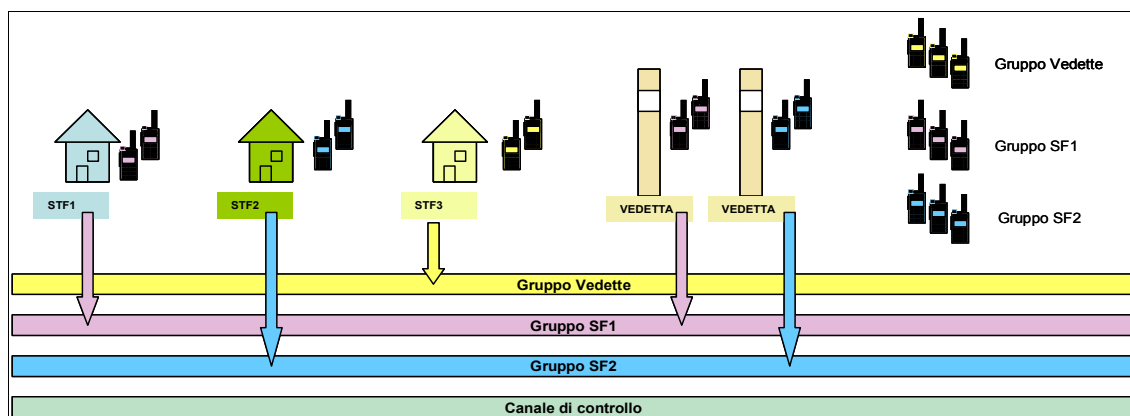 Gruppo Vedette
Gruppo SF1
Gruppo SF2
STF1
STF2
STF3
VEDETTA
VEDETTA
Gruppo Vedette
Gruppo SF1
Gruppo SF2
Canale di controllo